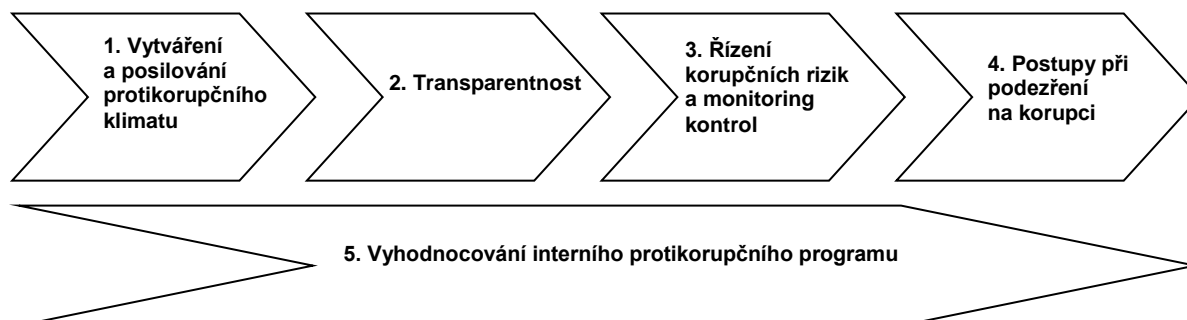 1. Vytváření
a posilování
protikorupčního
klimatu
2. Transparentnost
3. Řízení
korupčních rizik
a monitoring
kontrol
4. Postupy při
podezření
na korupci
5. Vyhodnocování interního protikorupčního programu